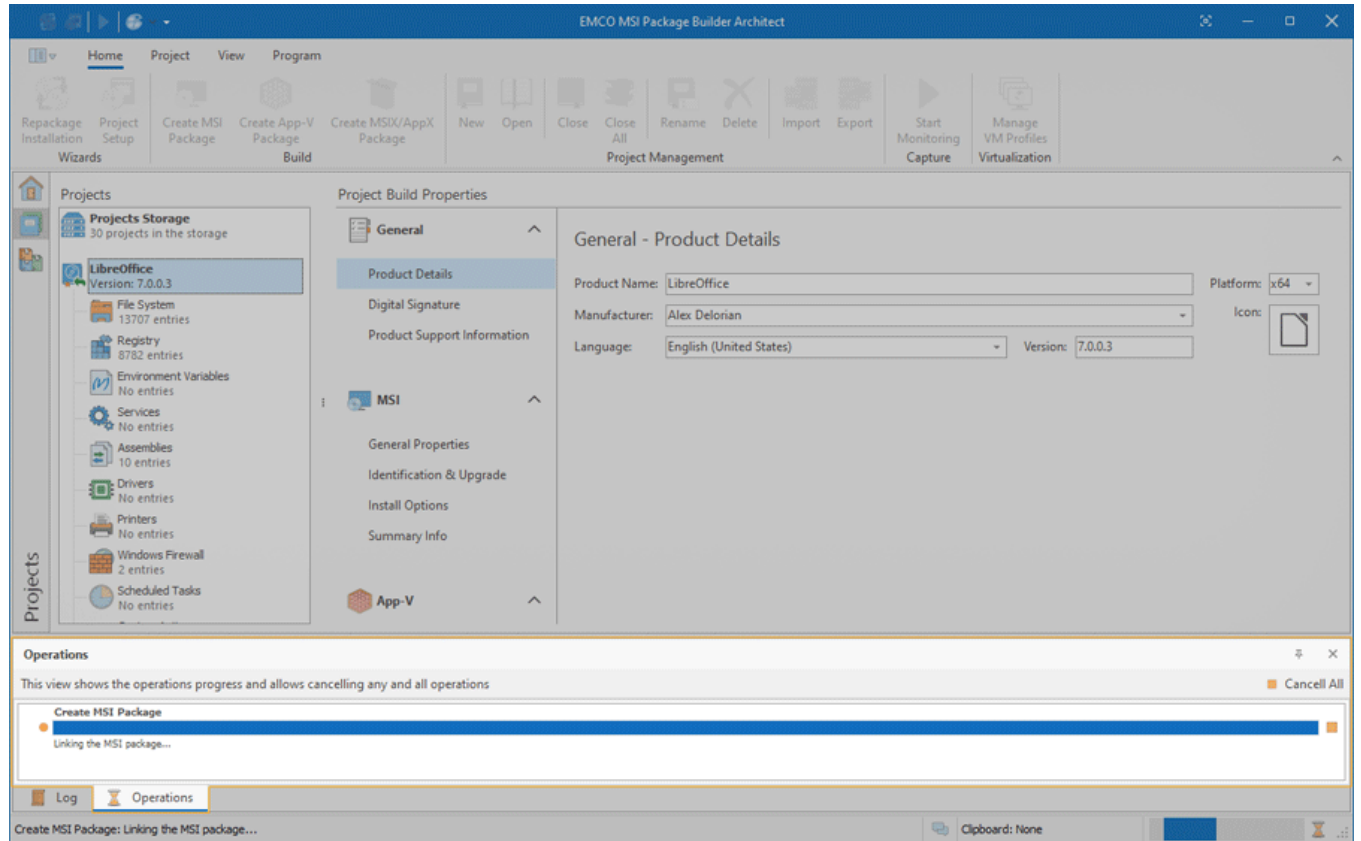 EMCO MSI Package Builder Architect
Home Project View Program
Repackage Installation
Project Setup
Create MSI Package
Create App-V Package
Create MSIX/AppX Package
New
Open
Close
Close All
Rename
Delete
Import
Export
Start Monitoring
Manage VM Profiles
Wizards
Build
Project Management
Capture
Virtualization
Projects
Projects
Projects Storage
30 projects in the storage
LibreOffice
Version: 7.0.0.3
File System
13707 entries
Registry
8782 entries
Environment Variables
No entries
Services
No entries
Assemblies
10 entries
Drivers
No entries
Printers
No entries
Windows Firewall
2 entries
Scheduled Tasks
No entries
Project Build Properties
General
Product Details
Digital Signature
Product Support Information
MSI
General Properties
Identification & Upgrade
Install Options
Summary Info
App-V
General - Product Details
Product Name: LibreOffice
Platform: x64
Manufacturer: Alex Delorian
Icon:
Language: English (United States)
Version: 7.0.0.3
Operations
This view shows the operations progress and allows cancelling any and all operations
Cancell All
Create MSI Package
Linking the MSI package...
Log
Operations
Create MSI Package: Linking the MSI package...
Clipboard: None